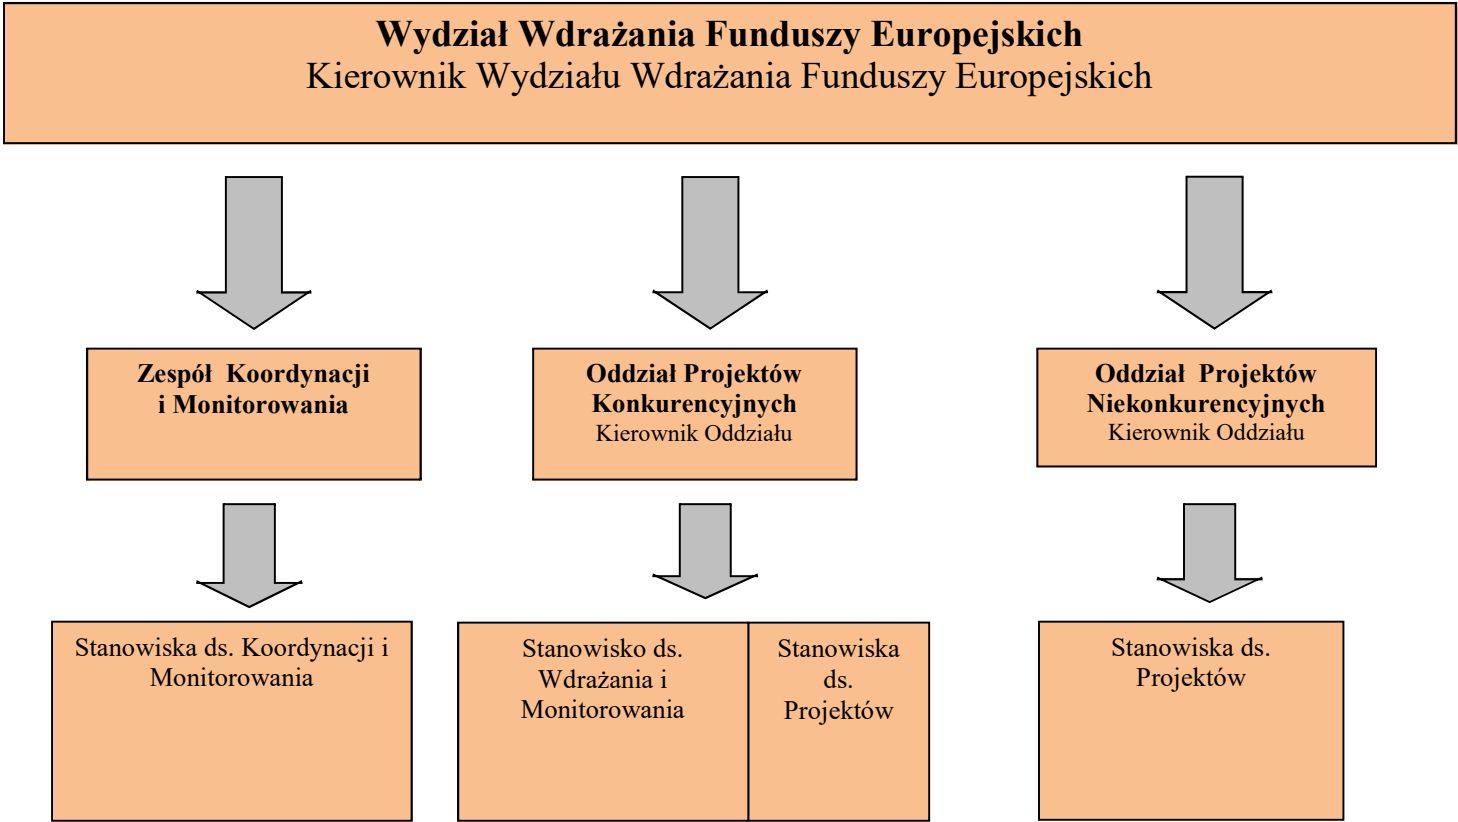 Wydział Wdrażania Funduszy Europejskich
Kierownik Wydziału Wdrażania Funduszy Europejskich
Zespół Koordynacji
i Monitorowania
Oddział Projektów
Konkurencyjnych
Kierownik Oddziału
Oddział Projektów
Niekonkurencyjnych
Kierownik Oddziału
Stanowiska ds. Koordynacji i
Monitorowania
Stanowisko ds.
Wdrażania i
Monitorowania
Stanowiska
ds.
Projektów
Stanowiska ds.
Projektów